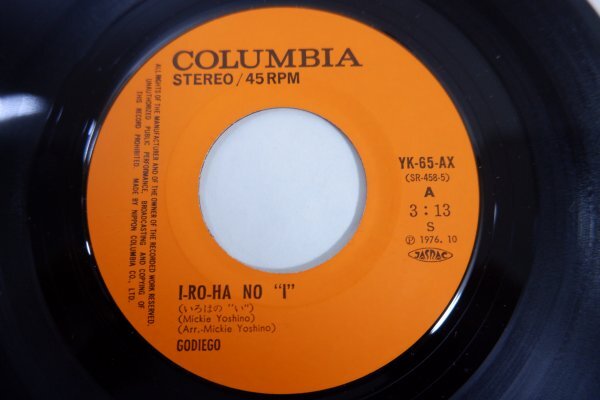 COLUMBIA
STEREO / 45 RPM
ALL RIGHTS OF THE MANUFACTURER AND OF THE OWNER OF THE RECORDED WORK RESERVED.
UNAUTHORIZED PUBLIC PERFORMANCE, BROADCASTING AND COPYING OF
THIS RECORD PROHIBITED. MADE BY NIPPON COLUMBIA CO., LTD.
YK-65-AX
(SR-458-5)
A
3:13
S
Ⓟ 1976. 10
JASRAC
I-RO-HA NO “I”
(いろはの “い”)
(Mickie Yoshino)
(Arr.-Mickie Yoshino)
GODIEGO